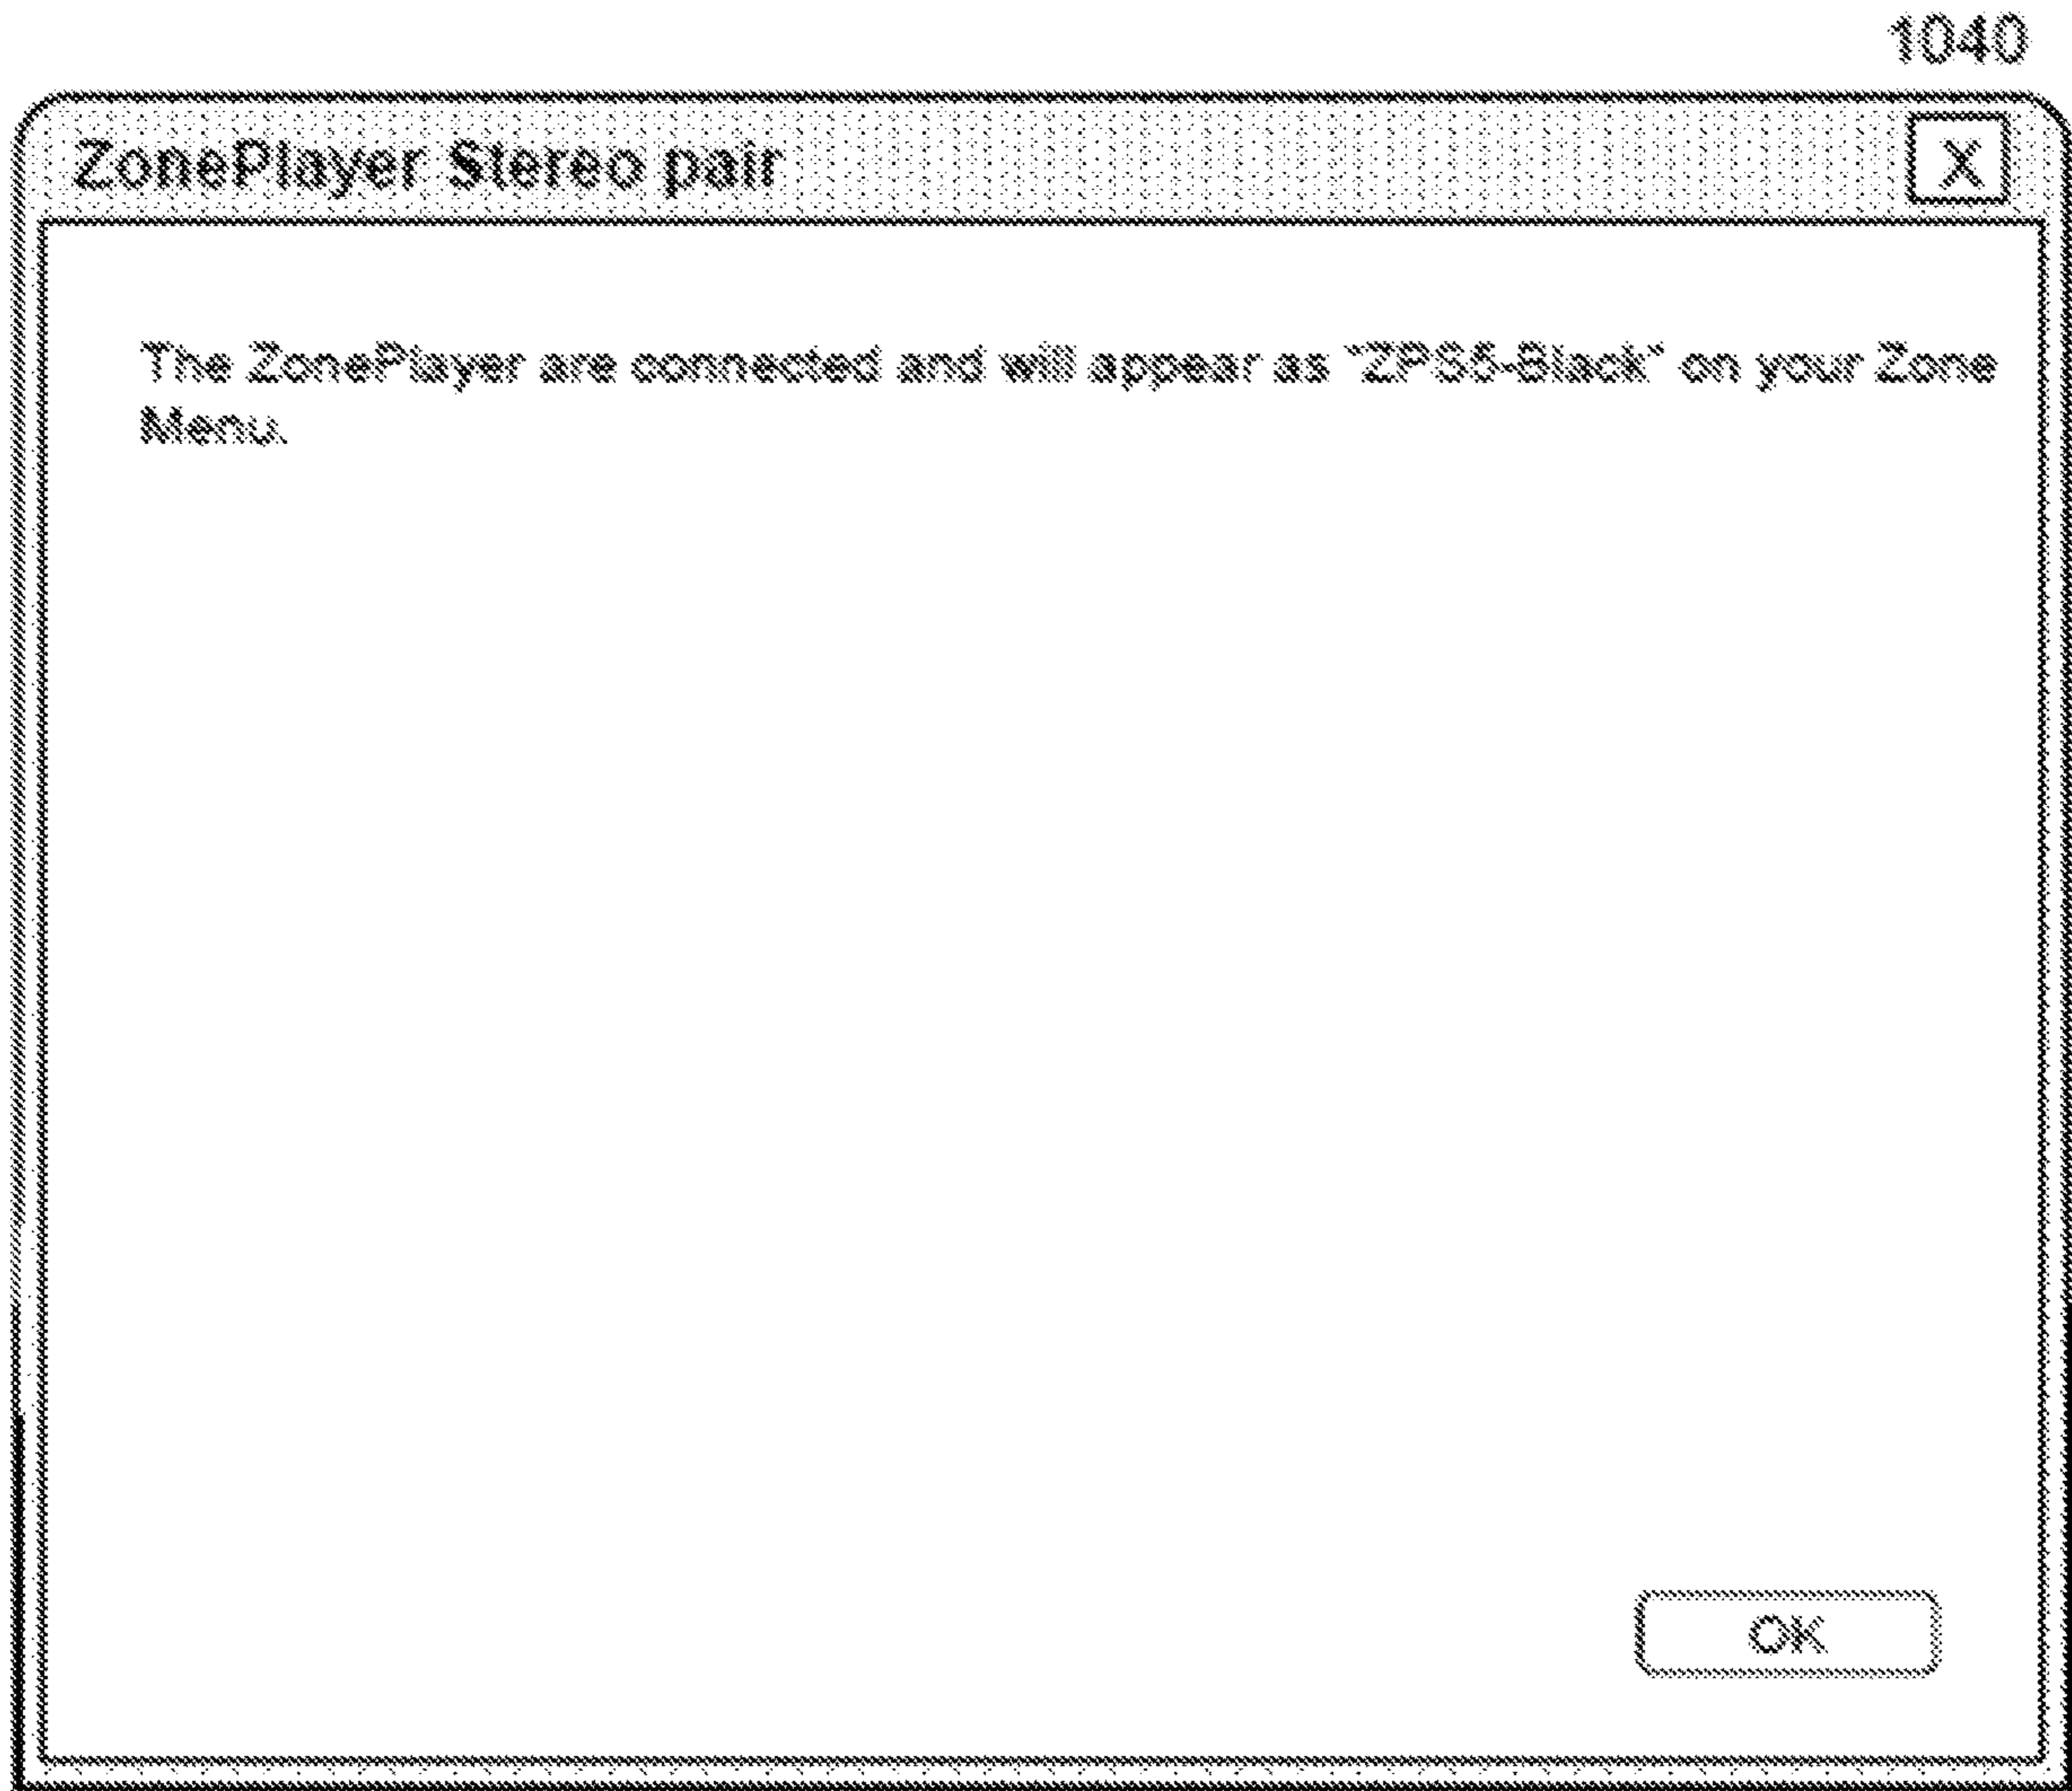 1040
ZonePlayer Stereo pair
X
The ZonePlayer are connected and will appear as "ZPS5-Black" on your Zone
Menu.
OK